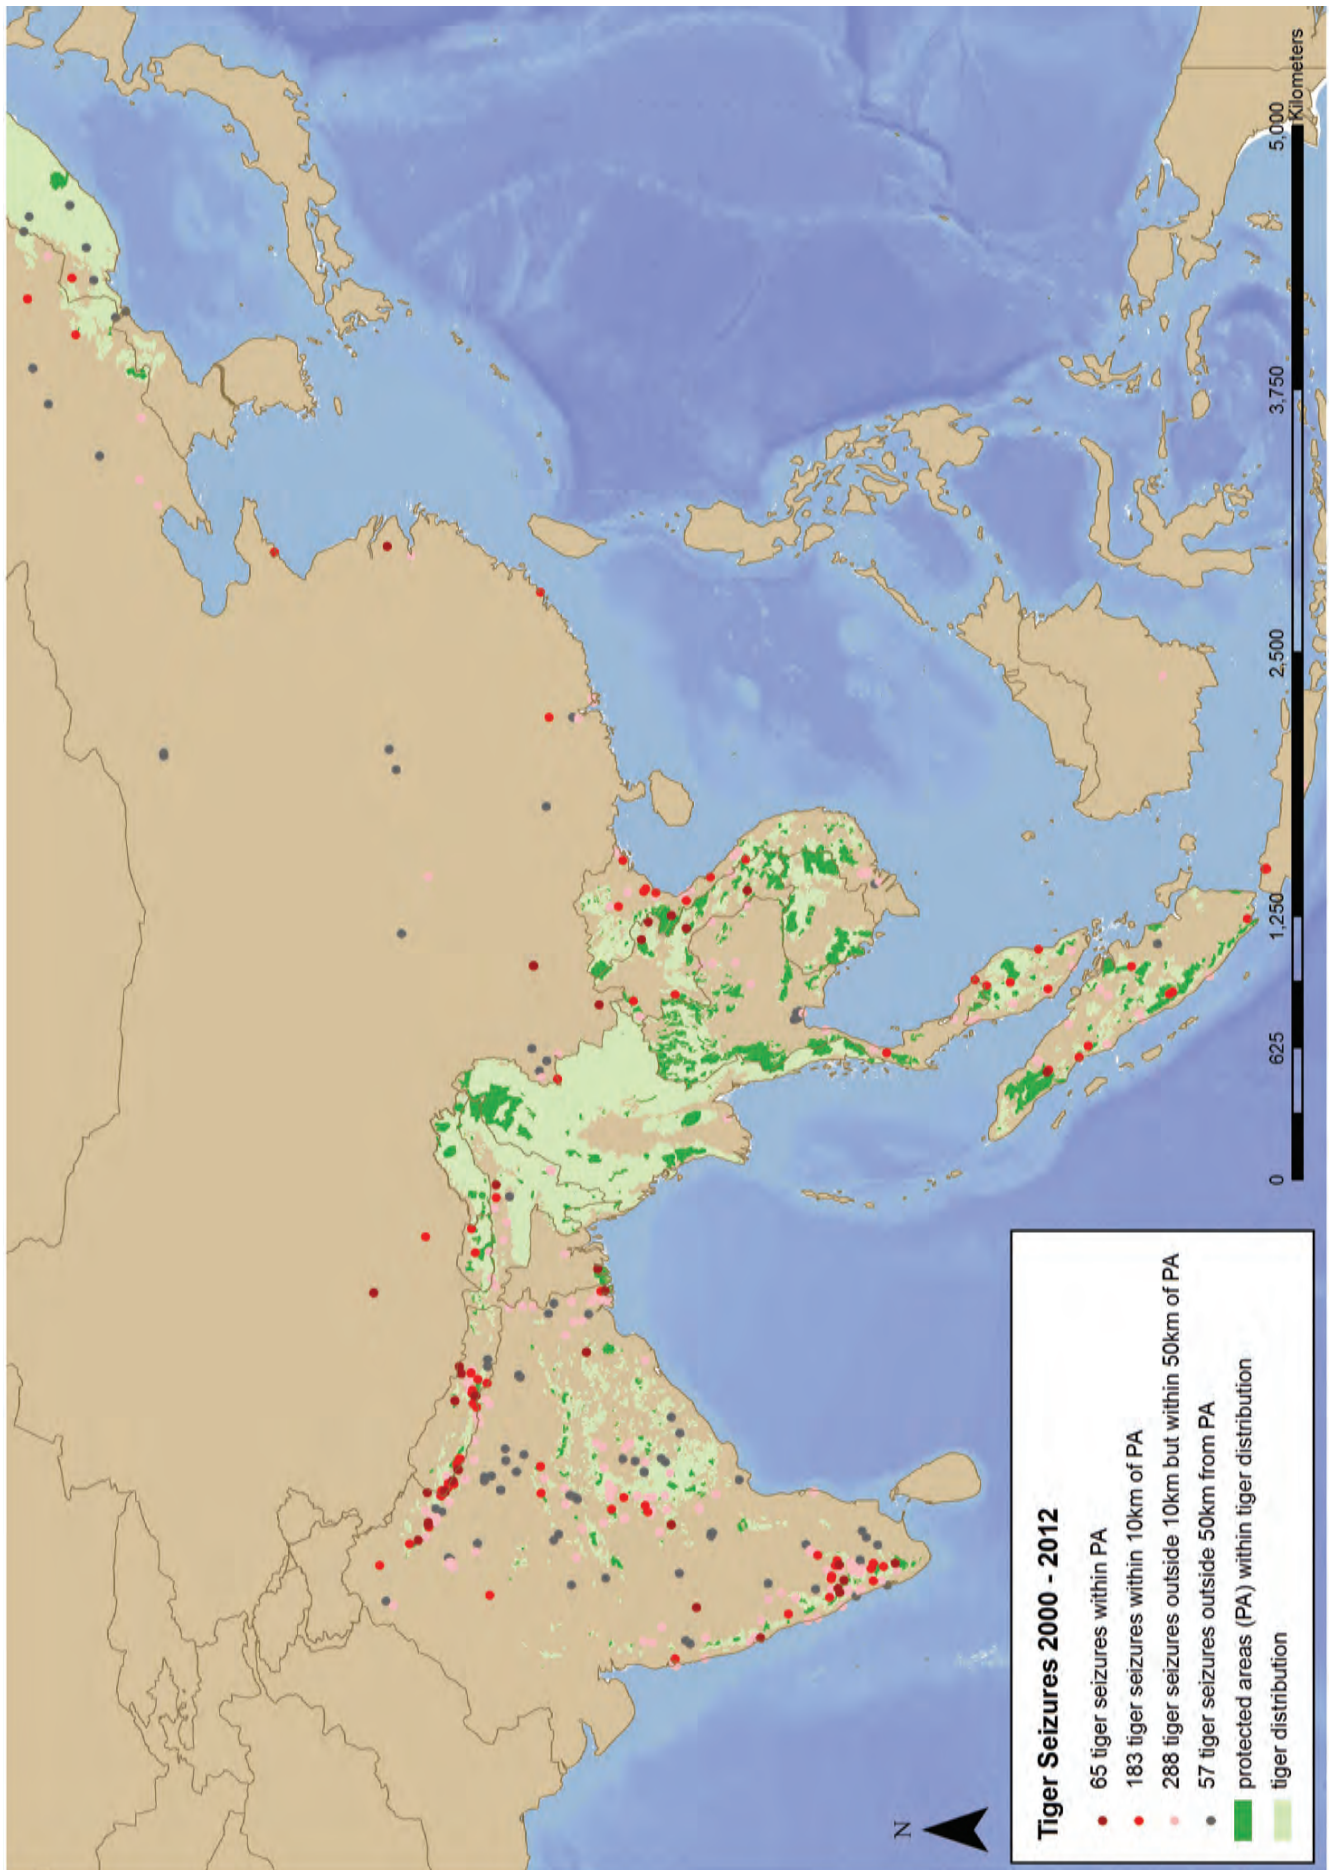 Tiger Seizures 2000 - 2012
65 tiger seizures within PA
183 tiger seizures within 10km of PA
288 tiger seizures outside 10km but within 50km of PA
57 tiger seizures outside 50km from PA
protected areas (PA) within tiger distribution
tiger distribution
N
0 625 1,250 2,500 3,750 5,000
Kilometers